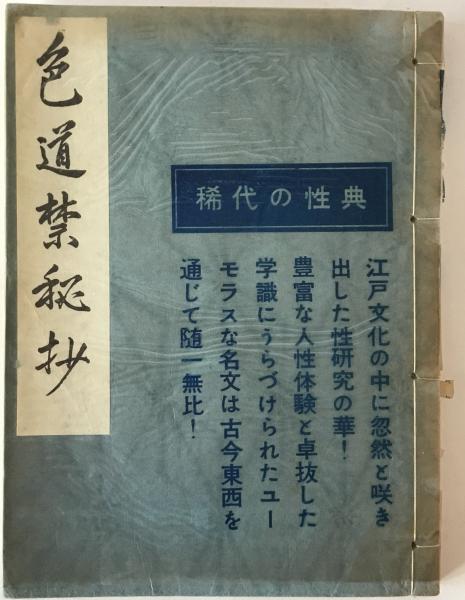 色道禁秘抄
稀代の性典
江戸文化の中に忽然と咲き
出した性研究の華！
豊富な人性体験と卓抜した
学識にうらづけられたユー
モラスな名文は古今東西を
通じて随一無比！